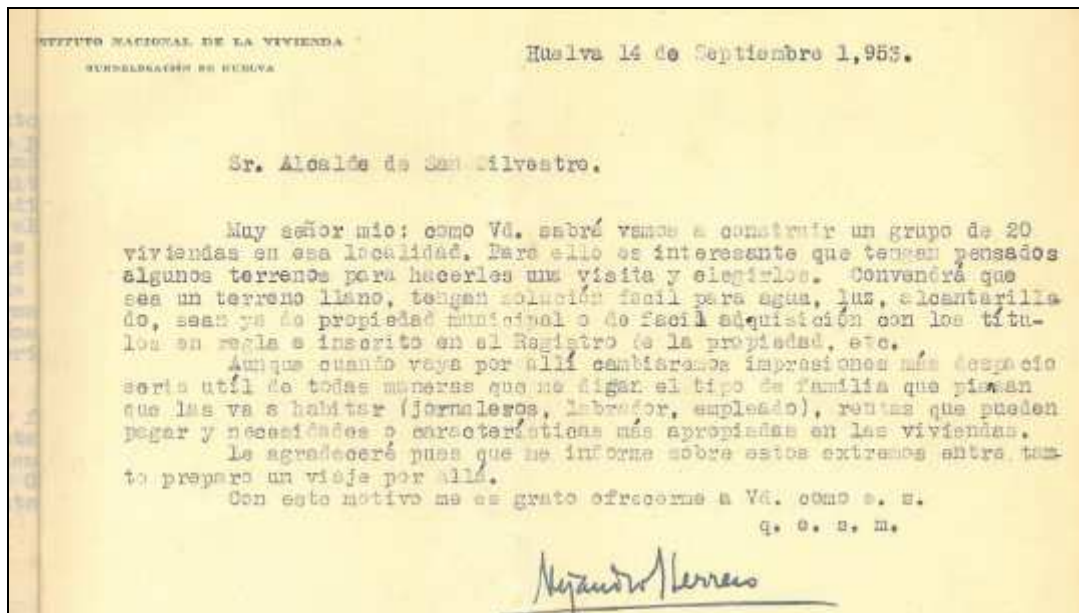 STITUTO NACIONAL DE LA VIVIENDA
SUBDELEGACIÓN DE HUELVA
Huelva 14 de Septiembre 1,953.
Sr. Alcalde de San Silvestre.
Muy señor mio: como Vd. sabrá vamos a construir un grupo de 20
viviendas en esa localidad. Para ello es interesante que tengan pensados
algunos terrenos para hacerles una visita y elegirlos. Convendrá que
sea un terreno llano, tengan solución facil para agua, luz, alcantarilla
do, sean ya de propiedad municipal o de facil adquisición con los títu-
los en regla e inscrito en el Registro de la propiedad, etc.
Aunque cuando vaya por allí cambiaremos impresiones más despacio
seria util de todas maneras que me digan el tipo de familia que piensan
que las va a habitar (jornaleros, labrador, empleado), rentas que pueden
pagar y necesidades o características más apropiadas en las viviendas.
Le agradeceré pues que me informe sobre estos extremos entre tan-
to preparo un viaje por allá.
Con este motivo me es grato ofrecerme a Vd. como s. s.
q. e. s. m.
Alejandro Herrero